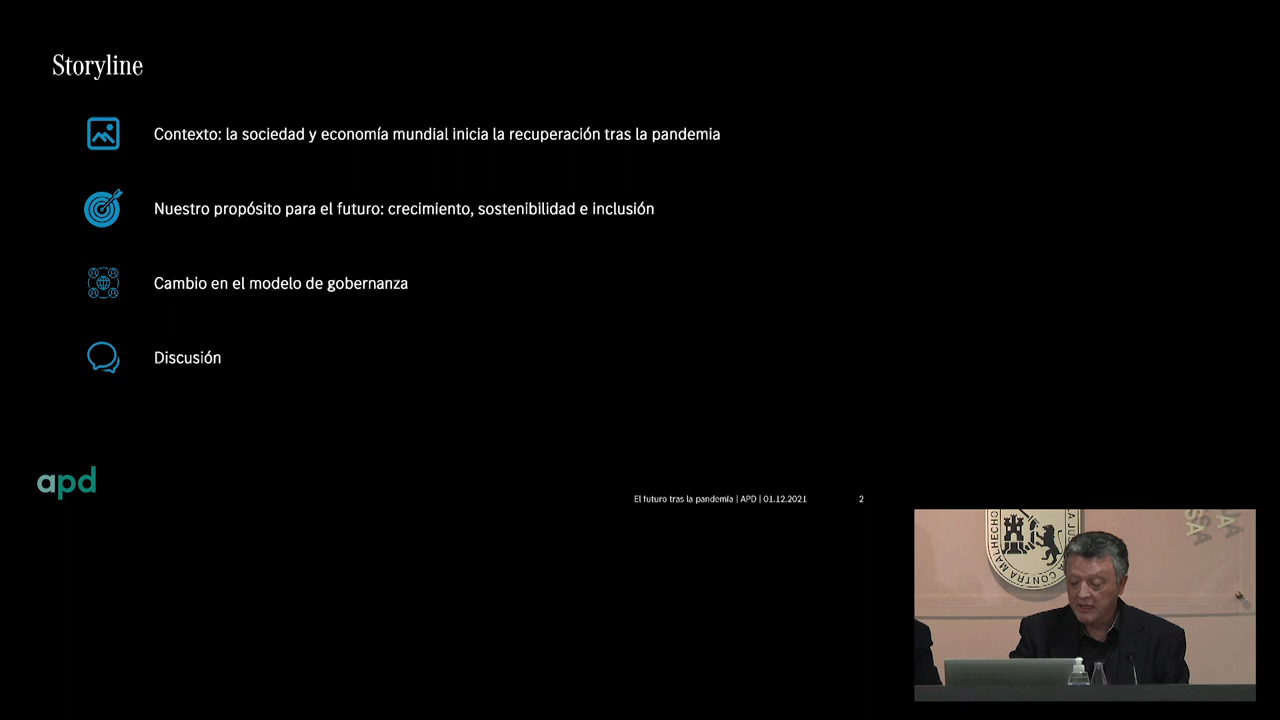 Storyline
Contexto: la sociedad y economía mundial inicia la recuperación tras la pandemia
Nuestro propósito para el futuro: crecimiento, sostenibilidad e inclusión
Cambio en el modelo de gobernanza
Discusión
apd
El futuro tras la pandemia | APD | 01.12.2021 2
A CONTRA MALHECHO